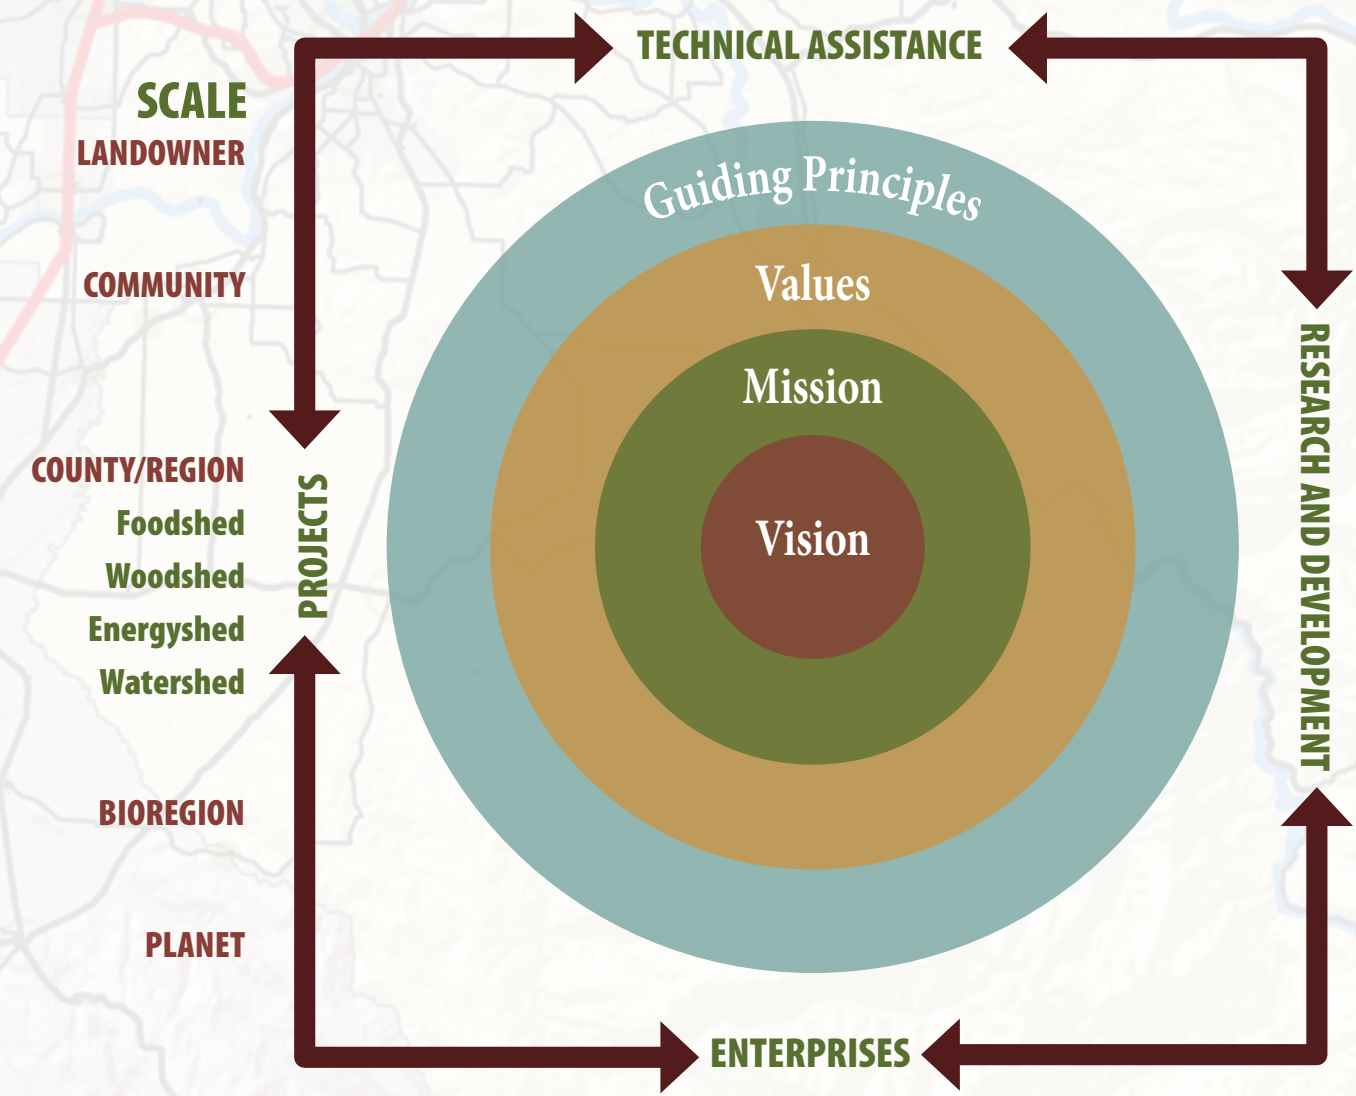 TECHNICAL ASSISTANCE
SCALE
LANDOWNER
COMMUNITY
COUNTY/REGION
Foodshed
Woodshed
Energyshed
Watershed
BIOREGION
PLANET
PROJECTS
Guiding Principles
Values
Mission
Vision
RESEARCH AND DEVELOPMENT
ENTERPRISES